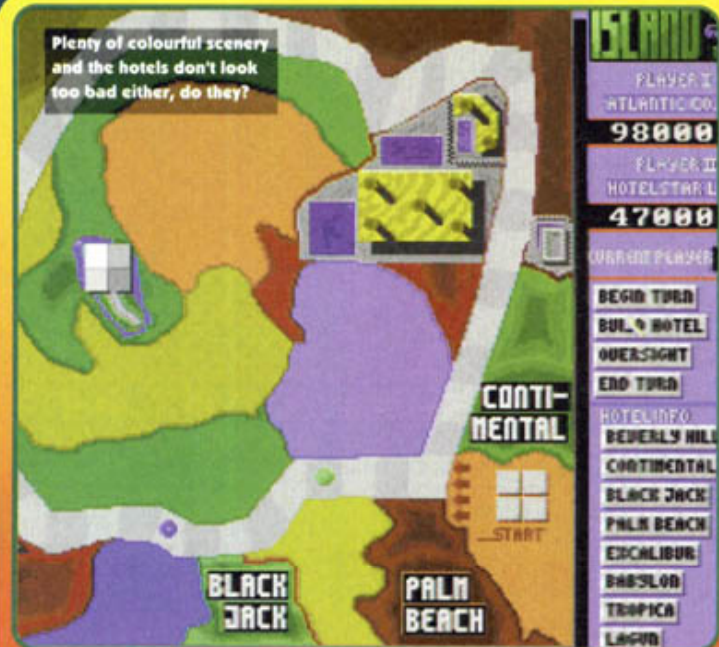 Plenty of colourful scenery
and the hotels don't look
too bad either, do they?
ISLAND
PLAYER I
ATLANTIC CO.
98000
PLAYER II
HOTELSTAR L
47000
CURRENT PLAYER
BEGIN TURN
HOTEL
OVERSIGHT
END TURN
HOTELINFO
BEVERLY HILL
CONTINENTAL
BLACK JACK
PALM BEACH
EXCALIBUR
BABYLON
TROPICA
LAGUN
CONTI-
NENTAL
START
BLACK
JACK
PALM
BEACH